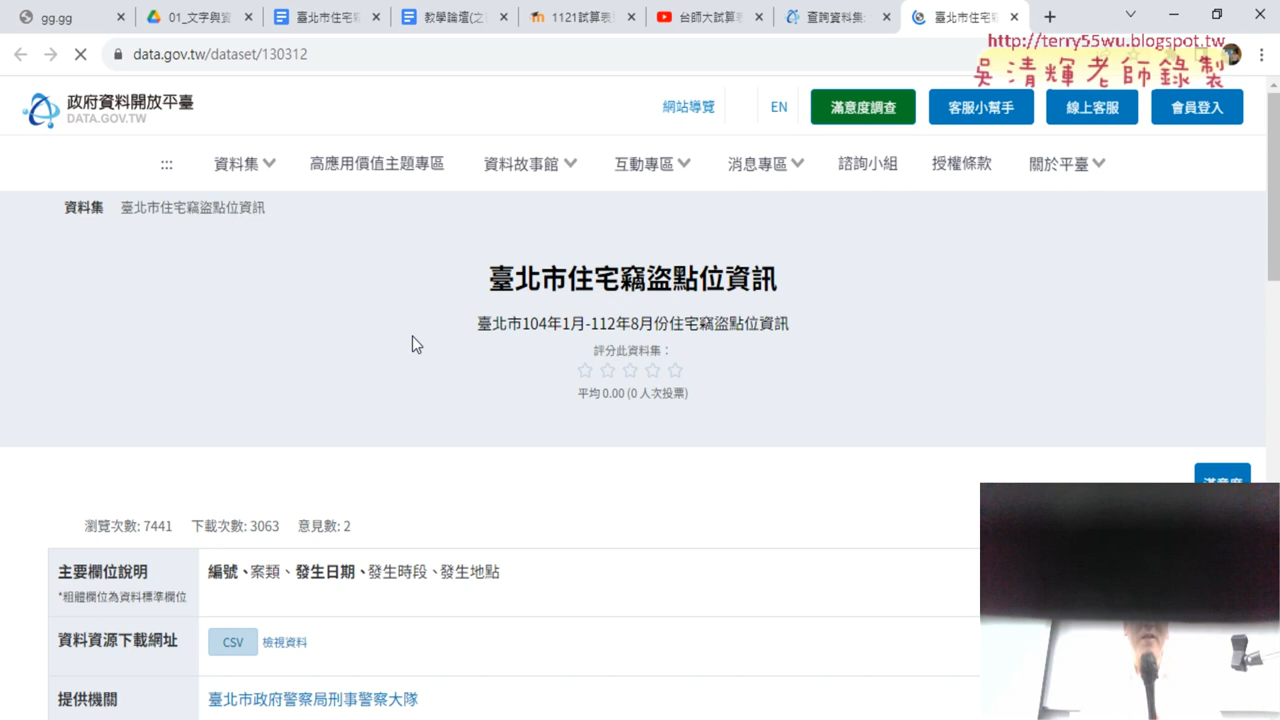 gg.gg
01_文字與資
臺北市住宅竊
教學論壇(之
1121試算表
台師大試算
查詢資料集:
臺北市住宅竊
http://terry55wu.blogspot.tw
data.gov.tw/dataset/130312
吳清輝老師錄製
政府資料開放平臺
DATA.GOV.TW
網站導覽
EN
滿意度調查
客服小幫手
線上客服
會員登入
:::
資料集
高應用價值主題專區
資料故事館
互動專區
消息專區
諮詢小組
授權條款
關於平臺
資料集 臺北市住宅竊盜點位資訊
臺北市住宅竊盜點位資訊
臺北市104年1月-112年8月份住宅竊盜點位資訊
評分此資料集：
平均 0.00 (0 人次投票)
滿意度
瀏覽次數: 7441 下載次數: 3063 意見數: 2
主要欄位說明
*粗體欄位為資料標準欄位
編號、案類、發生日期、發生時段、發生地點
資料資源下載網址
CSV 檢視資料
提供機關
臺北市政府警察局刑事警察大隊